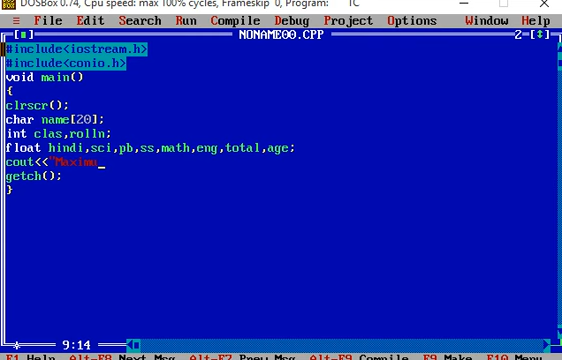 DOSBox 0.74, Cpu speed: max 100% cycles, Frameskip 0, Program: TC
≡ File Edit Search Run Compile Debug Project Options Window Help
[■] NONAME00.CPP 2=[↕]
#include<iostream.h>
#include<conio.h>
void main()
{
clrscr();
char name[20];
int clas,rolln;
float hindi,sci,pb,ss,math,eng,total,age;
cout<<"Maximu_
getch();
}
9:14
F1 Help Alt-F8 Next Msg Alt-F7 Prev Msg Alt-F9 Compile F9 Make F10 Menu